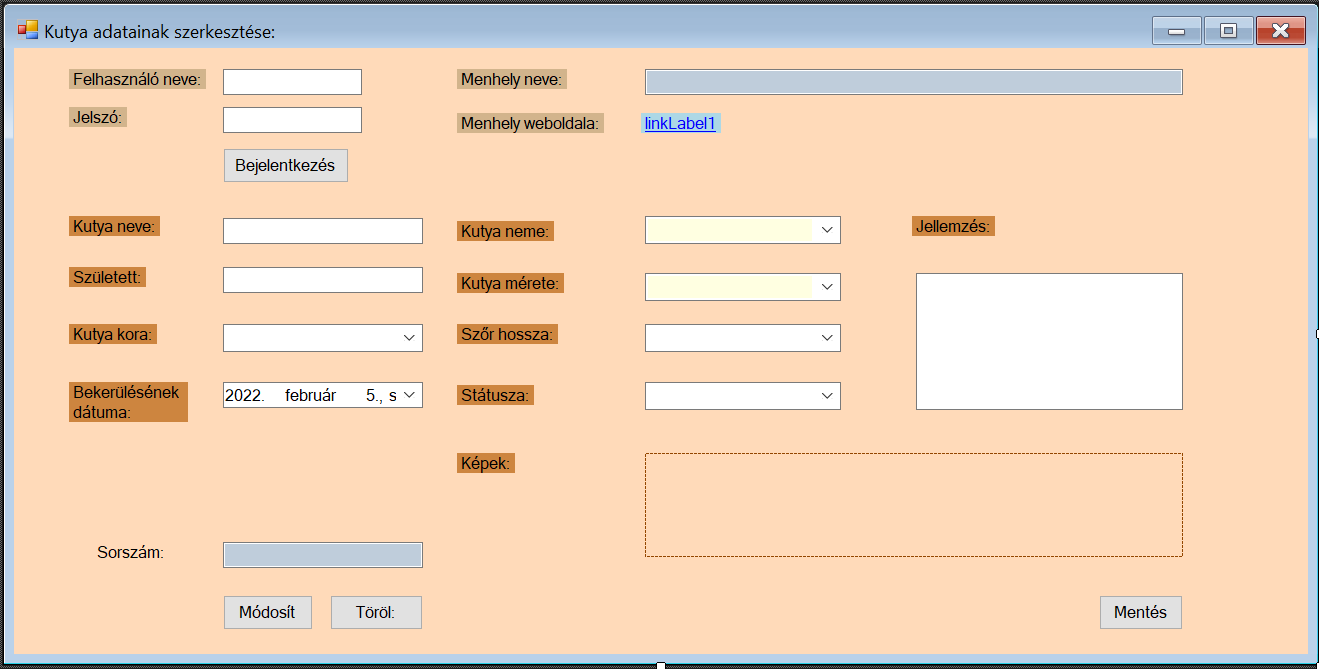 Kutya adatainak szerkesztése:
Felhasználó neve:
Menhely neve:
Jelszó:
Menhely weboldala:
linkLabel1
Bejelentkezés
Kutya neve:
Kutya neme:
Jellemzés:
Született:
Kutya mérete:
Kutya kora:
Szőr hossza:
Bekerülésének
dátuma:
2022. február 5., s
Státusza:
Képek:
Sorszám:
Módosít
Töröl:
Mentés